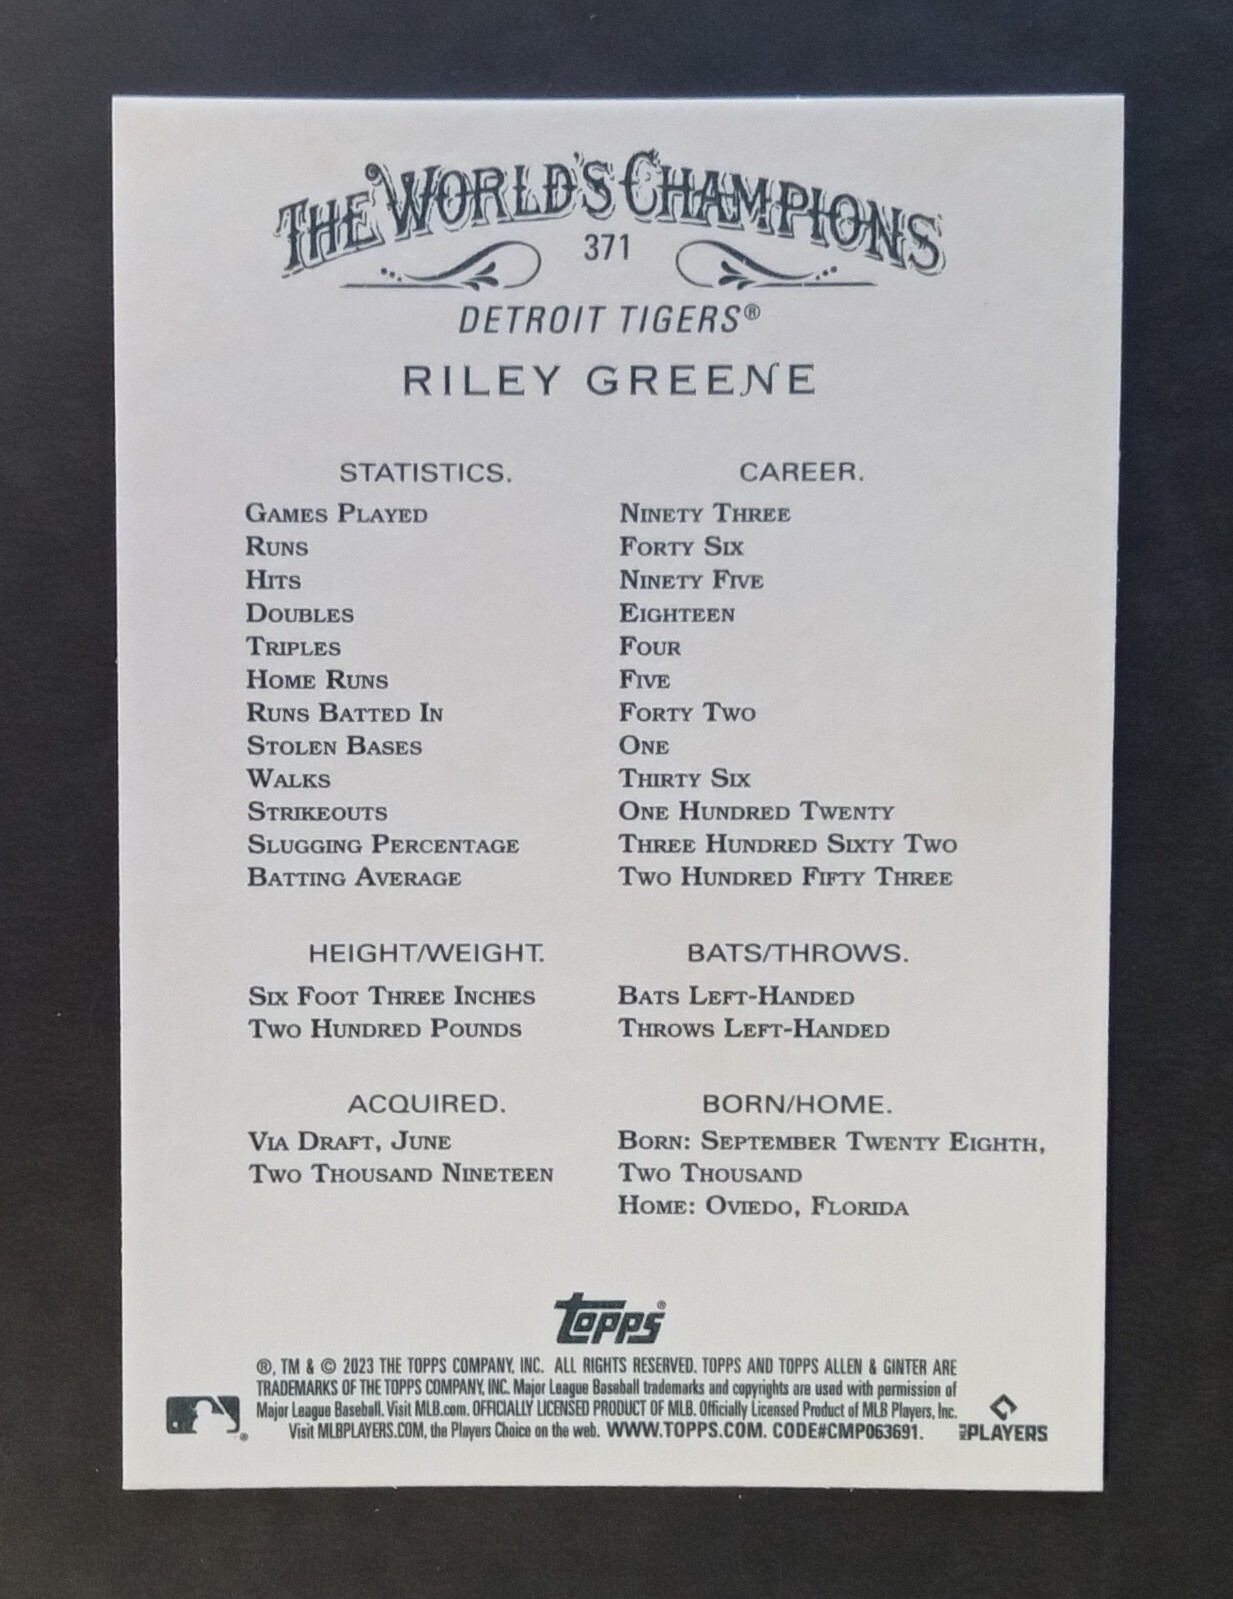 THE WORLD'S CHAMPIONS
371
DETROIT TIGERS®
RILEY GREENE
STATISTICS. CAREER.
GAMES PLAYED NINETY THREE
RUNS FORTY SIX
HITS NINETY FIVE
DOUBLES EIGHTEEN
TRIPLES FOUR
HOME RUNS FIVE
RUNS BATTED IN FORTY TWO
STOLEN BASES ONE
WALKS THIRTY SIX
STRIKEOUTS ONE HUNDRED TWENTY
SLUGGING PERCENTAGE THREE HUNDRED SIXTY TWO
BATTING AVERAGE TWO HUNDRED FIFTY THREE
HEIGHT/WEIGHT. BATS/THROWS.
SIX FOOT THREE INCHES BATS LEFT-HANDED
TWO HUNDRED POUNDS THROWS LEFT-HANDED
ACQUIRED. BORN/HOME.
VIA DRAFT, JUNE BORN: SEPTEMBER TWENTY EIGHTH,
TWO THOUSAND NINETEEN TWO THOUSAND
HOME: OVIEDO, FLORIDA
topps®
®, TM & © 2023 THE TOPPS COMPANY, INC. ALL RIGHTS RESERVED. TOPPS AND TOPPS ALLEN & GINTER ARE
TRADEMARKS OF THE TOPPS COMPANY, INC. Major League Baseball trademarks and copyrights are used with permission of
Major League Baseball. Visit MLB.com. OFFICIALLY LICENSED PRODUCT OF MLB. Officially Licensed Product of MLB Players, Inc.
Visit MLBPLAYERS.COM, the Players Choice on the web. WWW.TOPPS.COM. CODE#CMP063691.
®
MLB PLAYERS